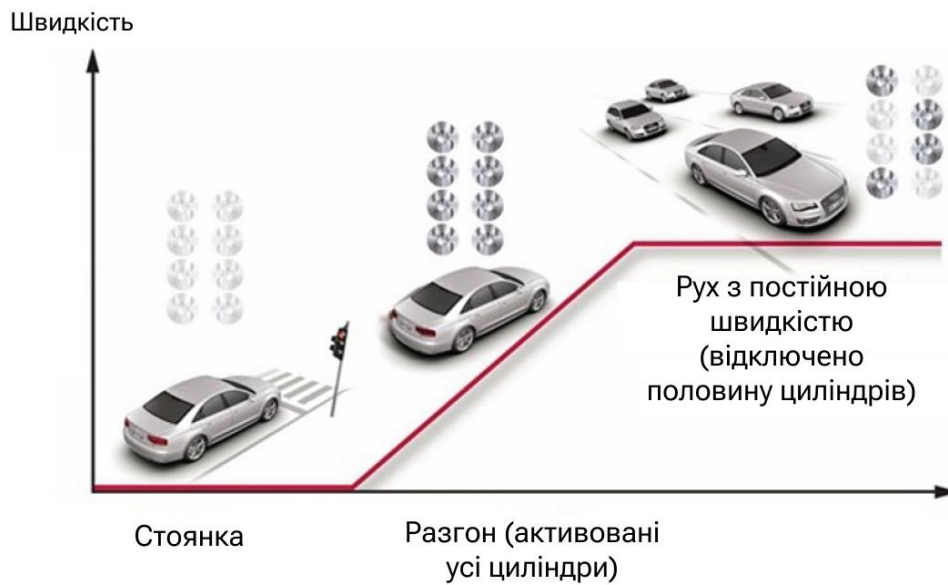 Швидкість
Рух з постійною
швидкістю
(відключено
половину циліндрів)
Стоянка
Разгон (активовані
усі циліндри)